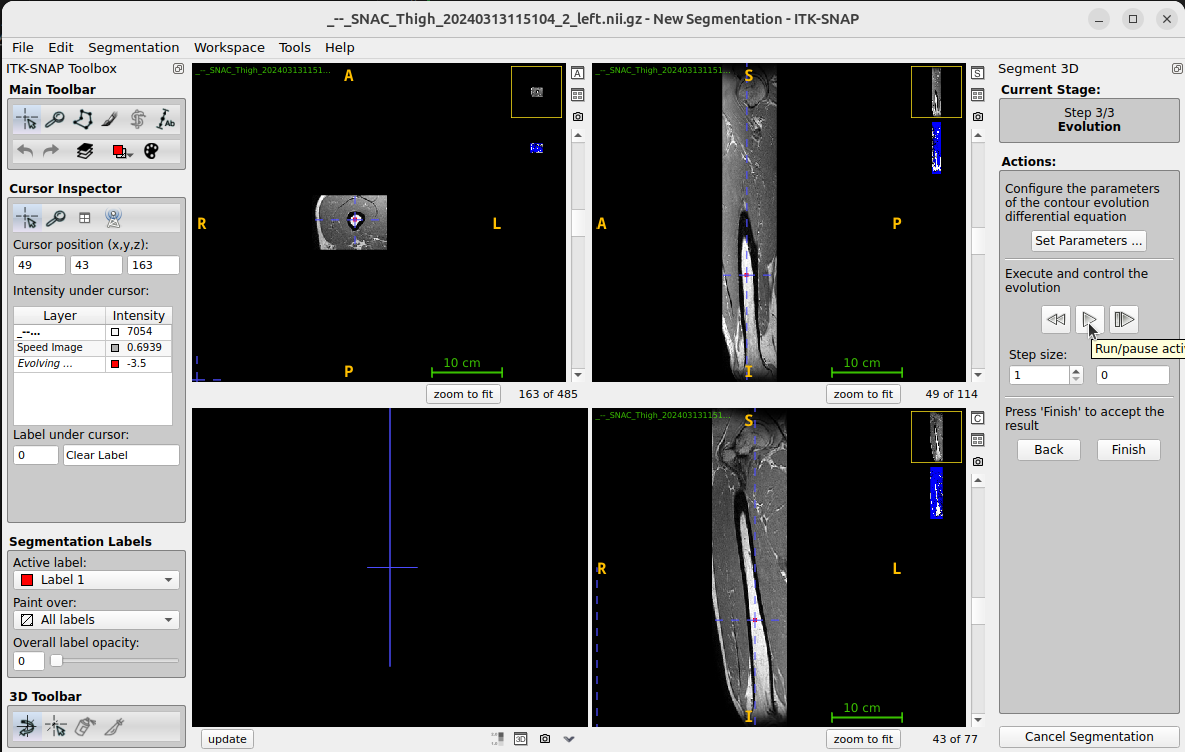 _--_SNAC_Thigh_20240313115104_2_left.nii.gz - New Segmentation - ITK-SNAP
File Edit Segmentation Workspace Tools Help
ITK-SNAP Toolbox
Main Toolbar
Ab
Cursor Inspector
Cursor position (x,y,z):
49 43 163
Intensity under cursor:
Layer Intensity
_--... 7054
Speed Image 0.6939
Evolving ... -3.5
Label under cursor:
0 Clear Label
Segmentation Labels
Active label:
Label 1
Paint over:
All labels
Overall label opacity:
0
3D Toolbar
_--_SNAC_Thigh_202403131151...
A
R
L
P
10 cm
A
zoom to fit 163 of 485
_--_SNAC_Thigh_202403131151...
S
A
P
I
10 cm
S
zoom to fit 49 of 114
update
3D
_--_SNAC_Thigh_202403131151...
S
R
L
I
10 cm
C
zoom to fit 43 of 77
Segment 3D
Current Stage:
Step 3/3
Evolution
Actions:
Configure the parameters
of the contour evolution
differential equation
Set Parameters ...
Execute and control the
evolution
Run/pause acti
Step size:
1 0
Press 'Finish' to accept the
result
Back Finish
Cancel Segmentation